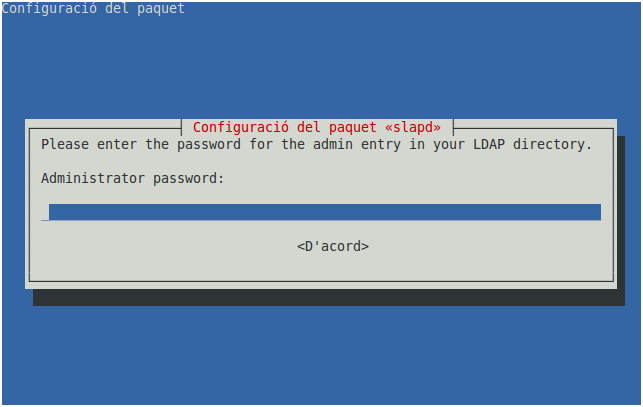 Configuració del paquet
Configuració del paquet «slapd»
Please enter the password for the admin entry in your LDAP directory.
Administrator password:
<D'acord>